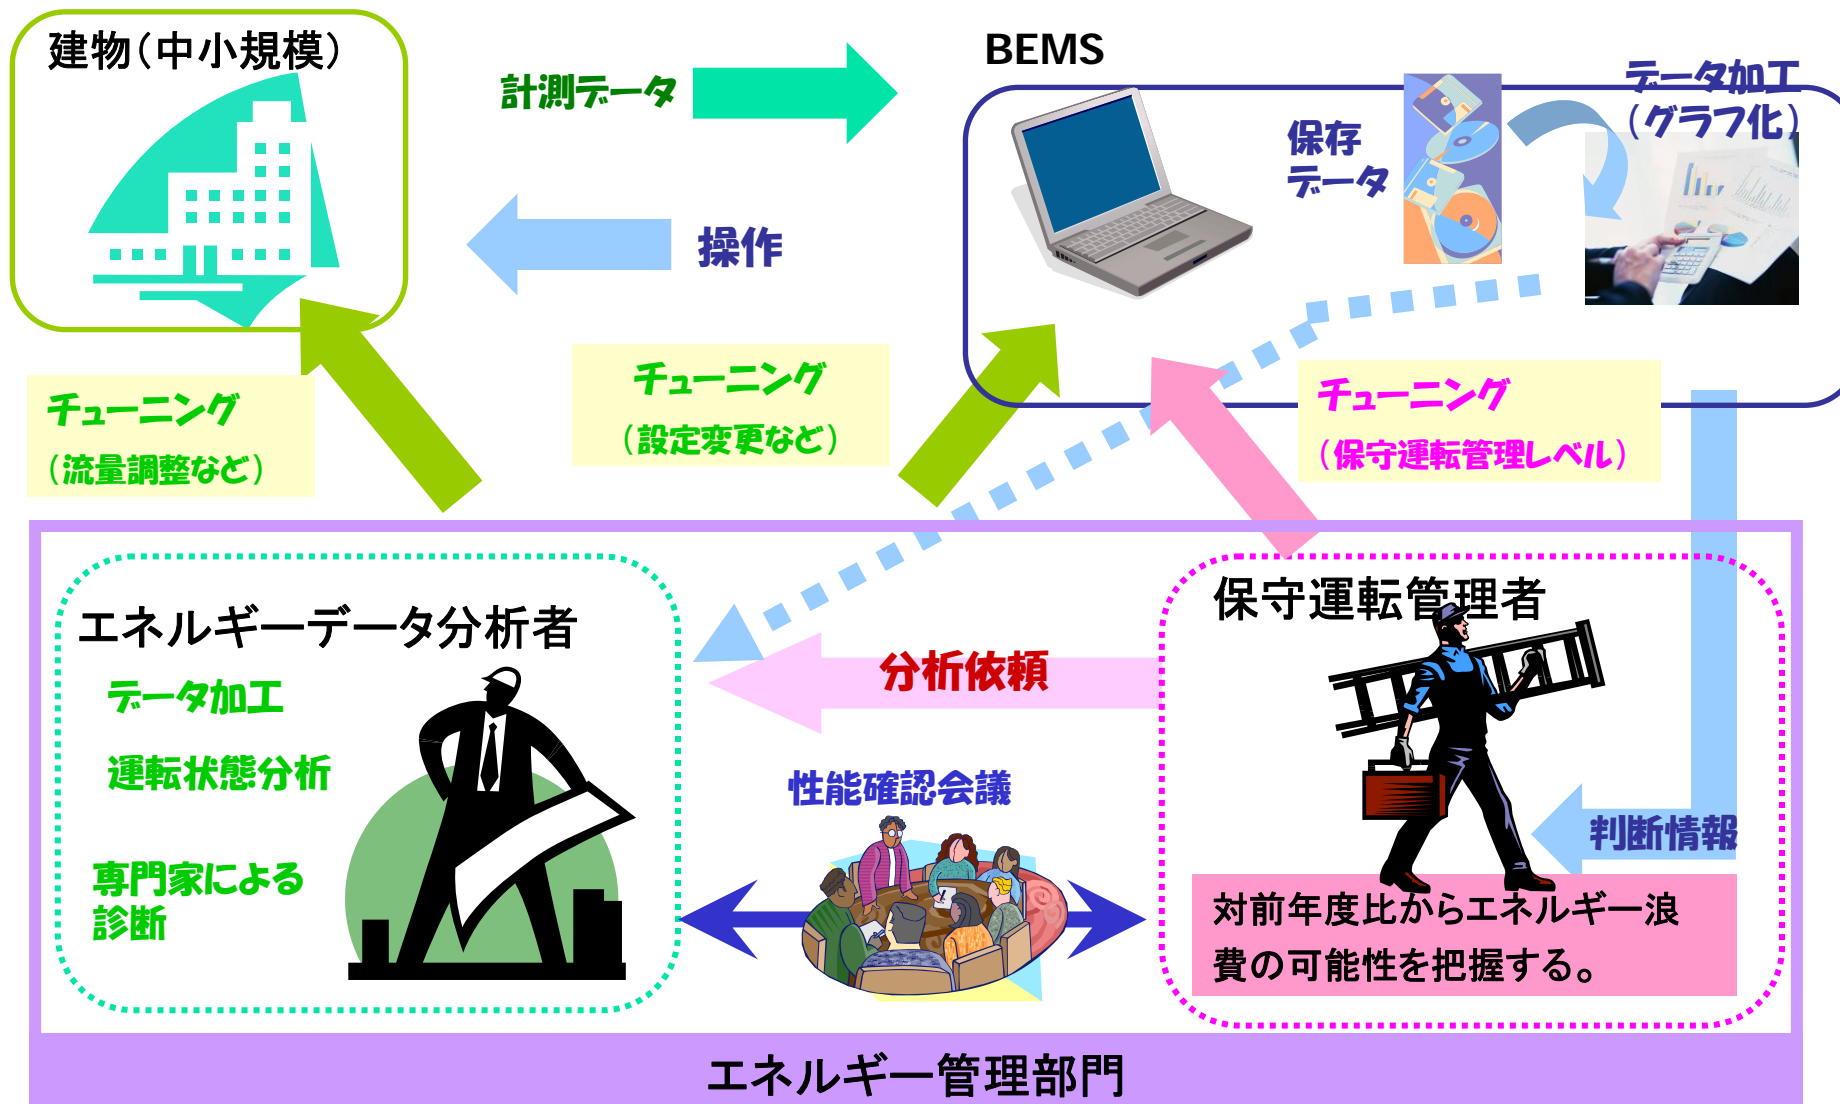 建物（中小規模）
BEMS
計測データ
データ加工
（グラフ化）
保存
データ
操作
チューニング
（流量調整など）
チューニング
（設定変更など）
チューニング
（保守運転管理レベル）
エネルギーデータ分析者
データ加工
運転状態分析
専門家による
診断
分析依頼
性能確認会議
保守運転管理者
判断情報
対前年度比からエネルギー浪
費の可能性を把握する。
エネルギー管理部門